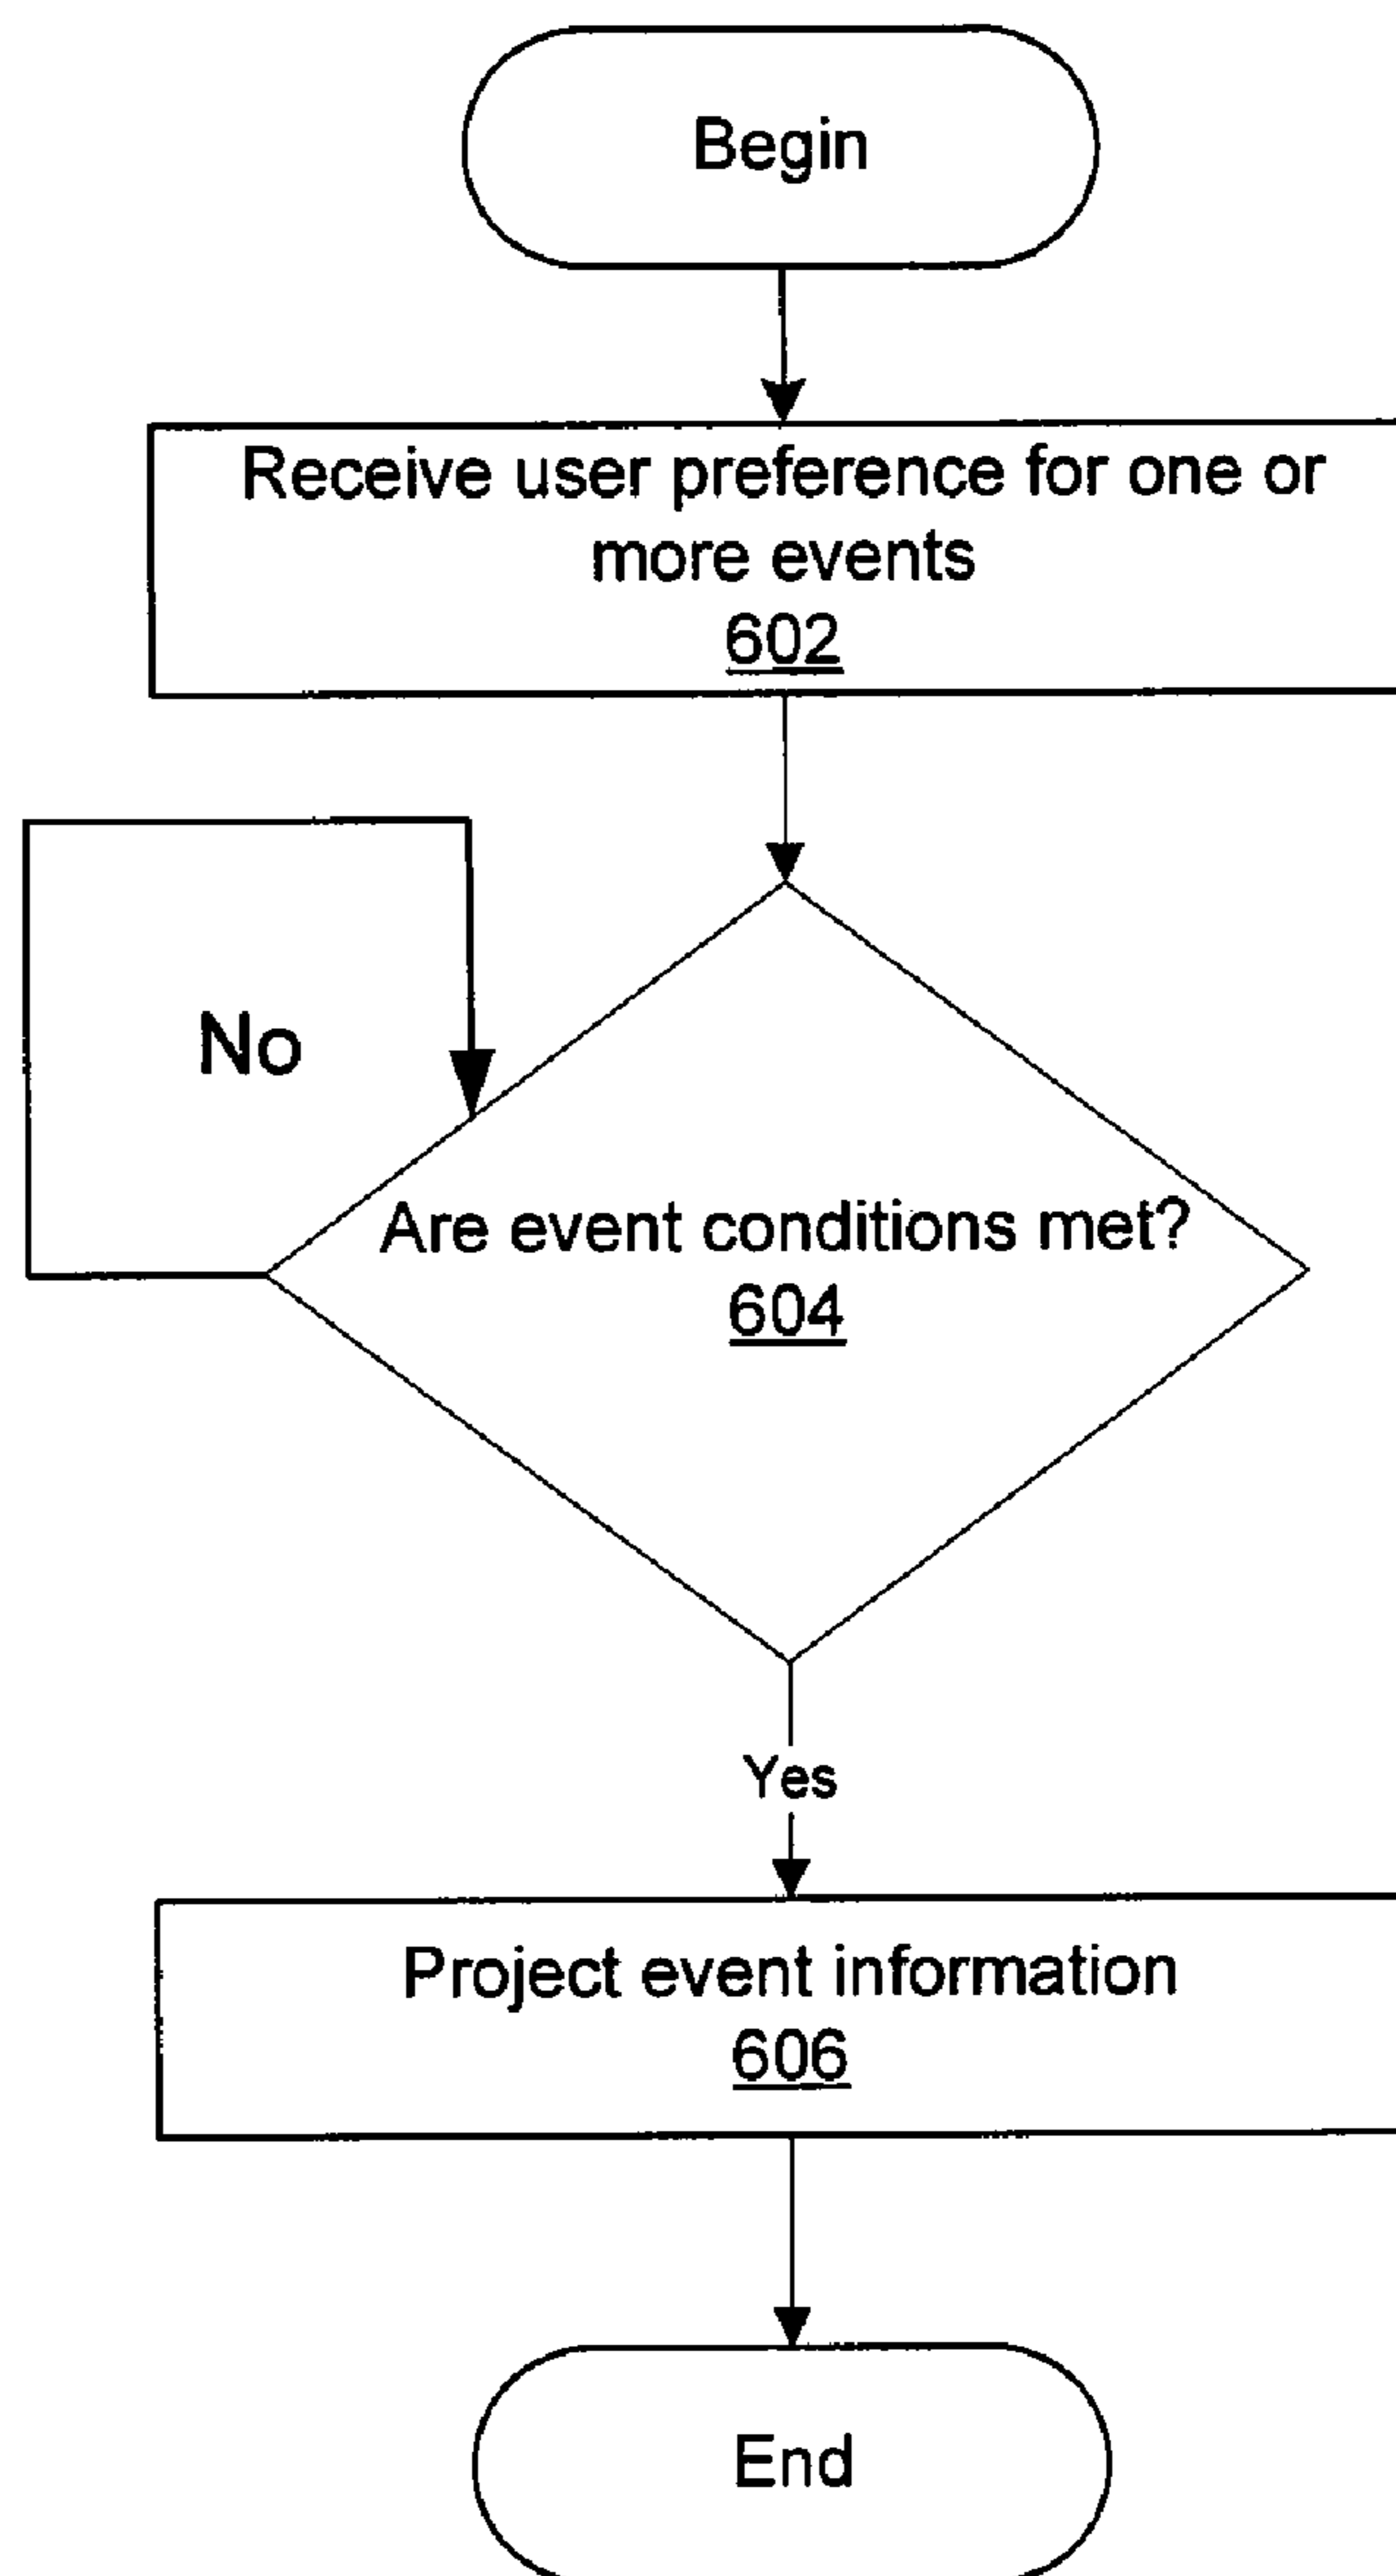 Begin
Receive user preference for one or
more events
602
No
Are event conditions met?
604
Yes
Project event information
606
End